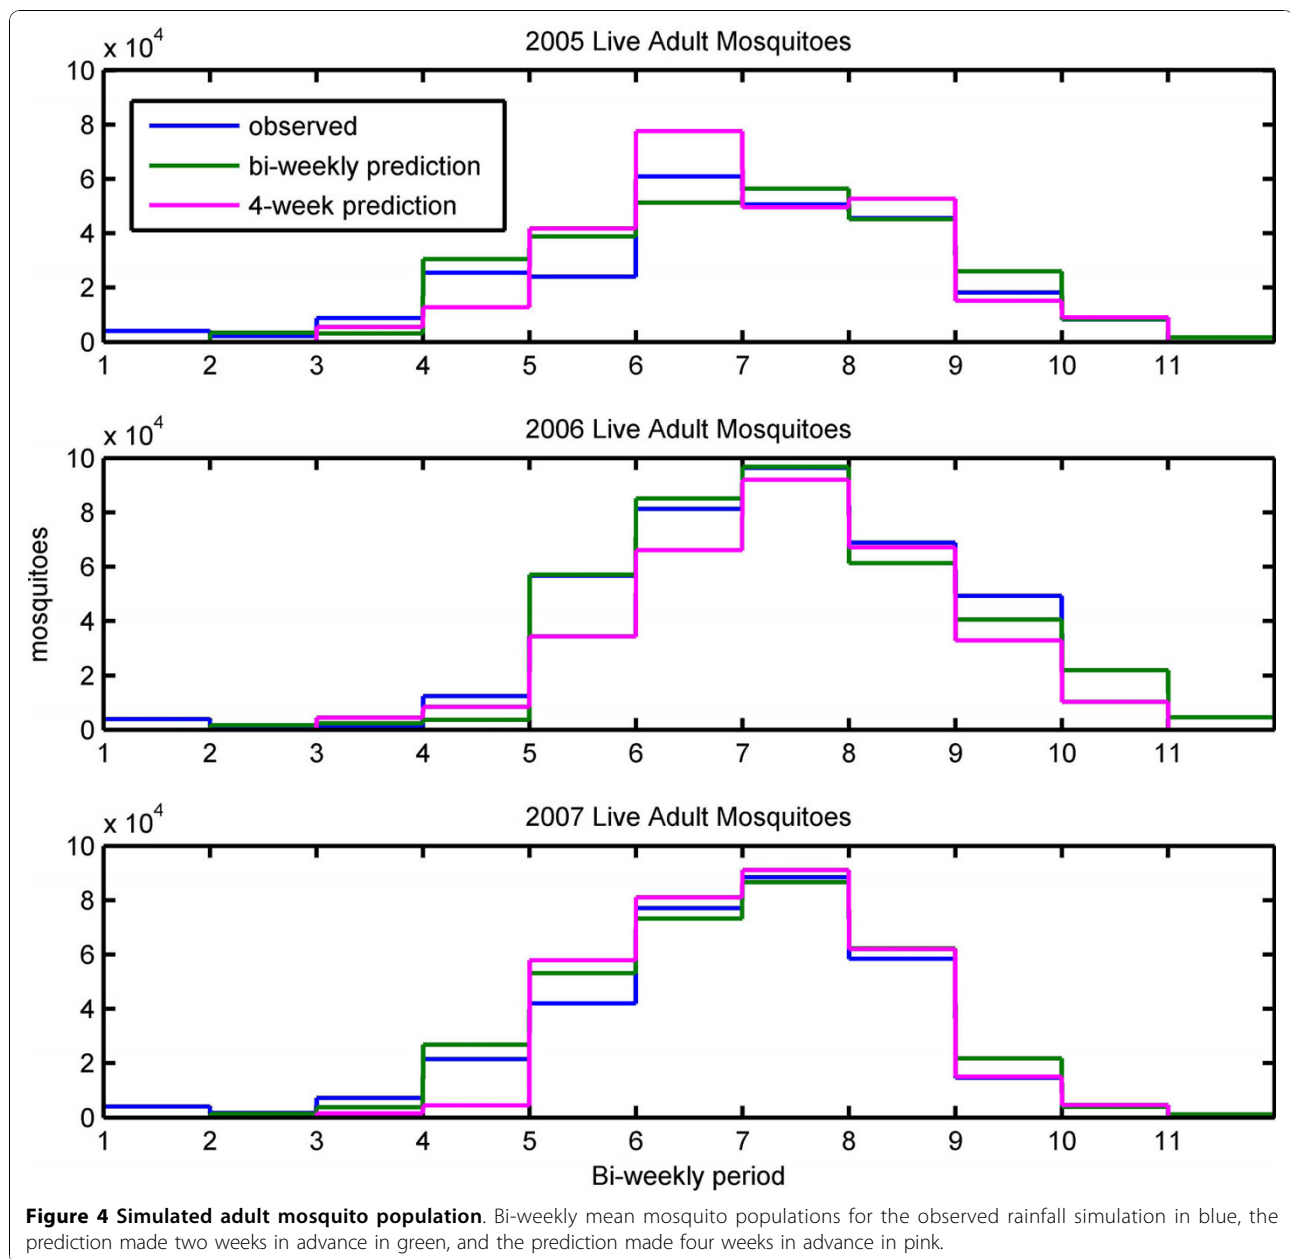 2005 Live Adult Mosquitoes
x 10^4
10
8
6
4
2
0
observed
bi-weekly prediction
4-week prediction
1 2 3 4 5 6 7 8 9 10 11
2006 Live Adult Mosquitoes
x 10^4
10
8
6
4
2
0
mosquitoes
1 2 3 4 5 6 7 8 9 10 11
2007 Live Adult Mosquitoes
x 10^4
10
8
6
4
2
0
1 2 3 4 5 6 7 8 9 10 11
Bi-weekly period
Figure 4 Simulated adult mosquito population. Bi-weekly mean mosquito populations for the observed rainfall simulation in blue, the
prediction made two weeks in advance in green, and the prediction made four weeks in advance in pink.